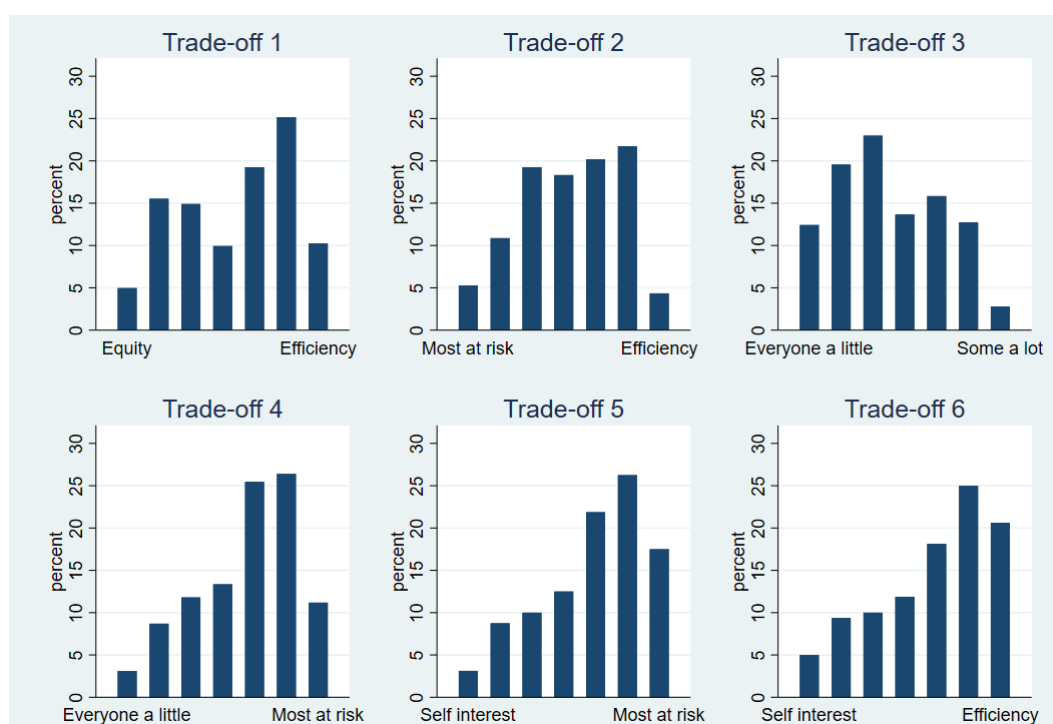 Trade-off 1
percent
0 5 10 15 20 25 30
Equity Efficiency
Trade-off 2
percent
0 5 10 15 20 25 30
Most at risk Efficiency
Trade-off 3
percent
0 5 10 15 20 25 30
Everyone a little Some a lot
Trade-off 4
percent
0 5 10 15 20 25 30
Everyone a little Most at risk
Trade-off 5
percent
0 5 10 15 20 25 30
Self interest Most at risk
Trade-off 6
percent
0 5 10 15 20 25 30
Self interest Efficiency